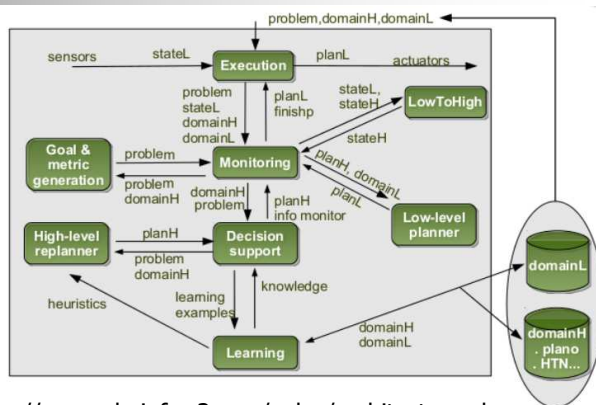 problem,domainH,domainL
sensors
stateL
Execution
planL
actuators
problem
stateL
domainH
domainL
planL
finishp
stateL,
stateH
LowToHigh
stateH
Goal &
metric
generation
problem
problem
domainH
Monitoring
planH, domainL
planL
domainH
problem
planH
info monitor
Low-level
planner
High-level
replanner
planH
problem
domainH
Decision
support
domainL
heuristics
learning
examples
knowledge
domainH
domainL
domainH
. plano
. HTN...
Learning